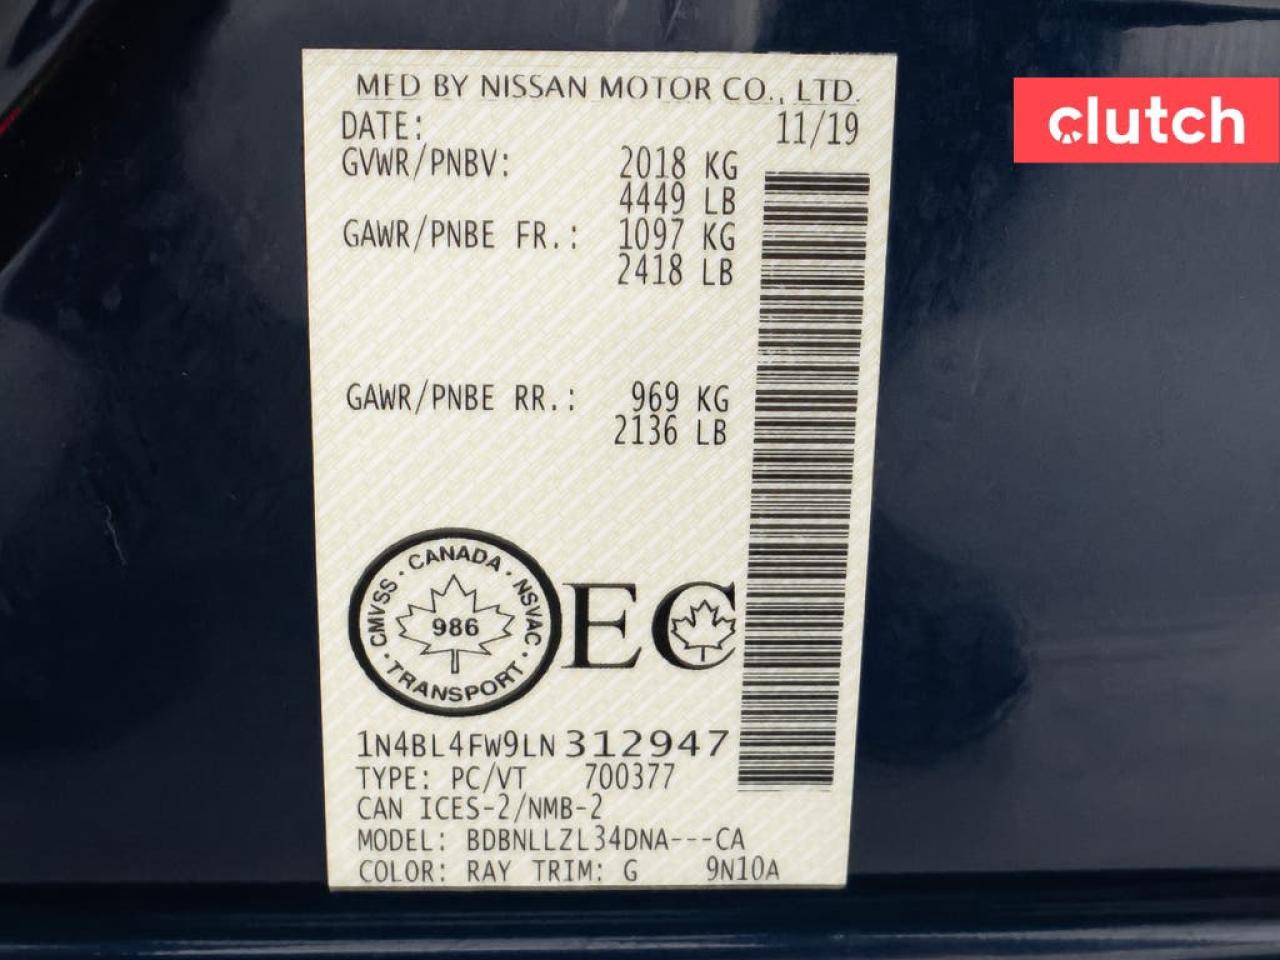 MFD BY NISSAN MOTOR CO., LTD.
DATE: 11/19
GVWR/PNBV: 2018 KG
4449 LB
GAWR/PNBE FR.: 1097 KG
2418 LB
GAWR/PNBE RR.: 969 KG
2136 LB
CMVSS · CANADA · NSVAC · TRANSPORT ·
986
EC
1N4BL4FW9LN312947
TYPE: PC/VT 700377
CAN ICES-2/NMB-2
MODEL: BDBNLLZL34DNA---CA
COLOR: RAY TRIM: G 9N10A
clutch